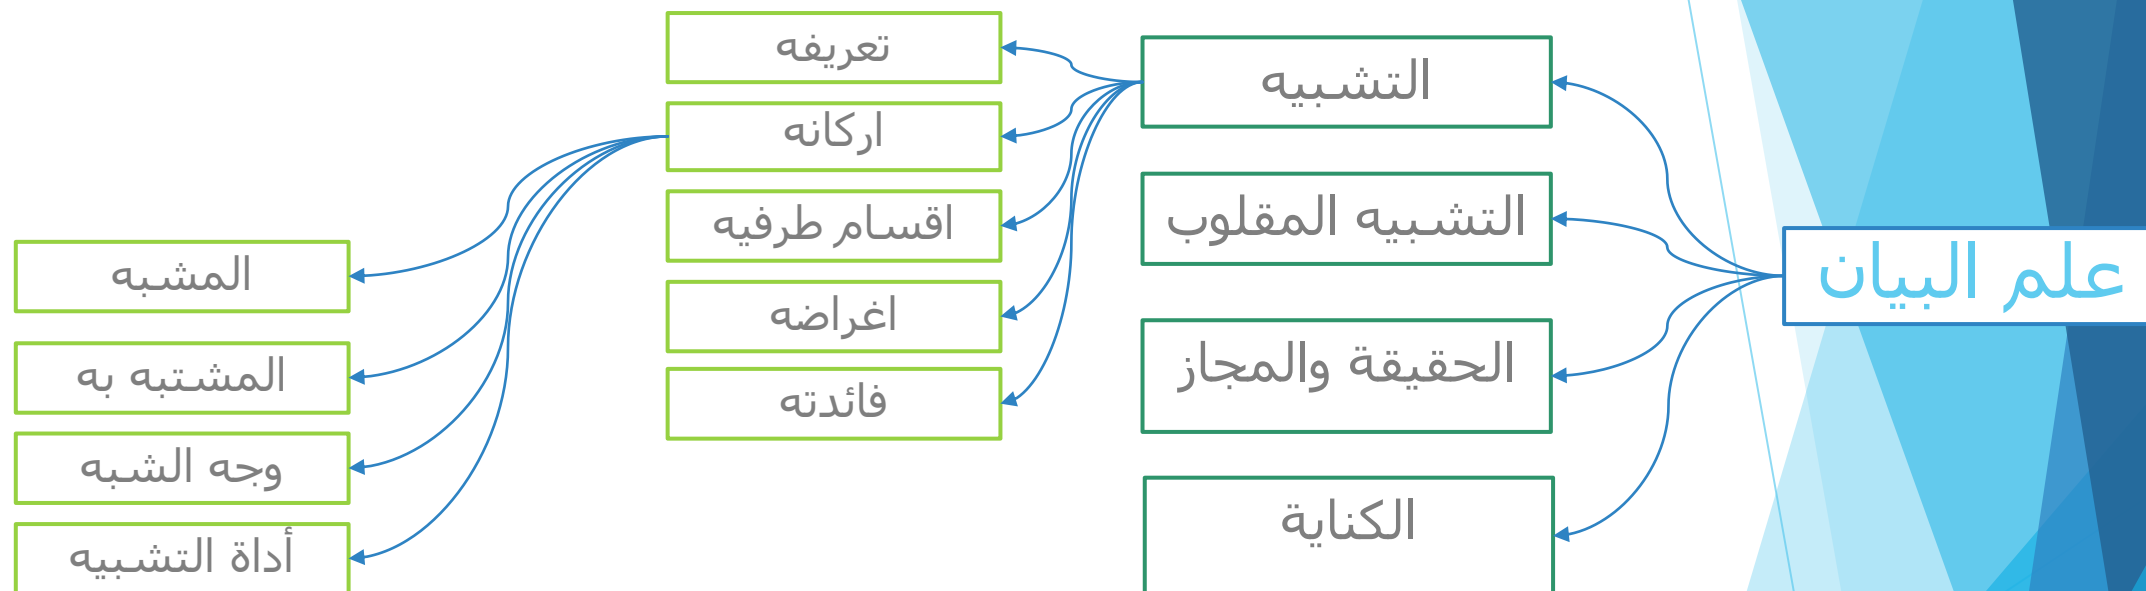 علم البيان
التشبيه
التشبيه المقلوب
الحقيقة والمجاز
الكناية
تعريفه
اركانه
اقسام طرفيه
اغراضه
فائدته
المشبه
المشتبه به
وجه الشبه
أداة التشبيه